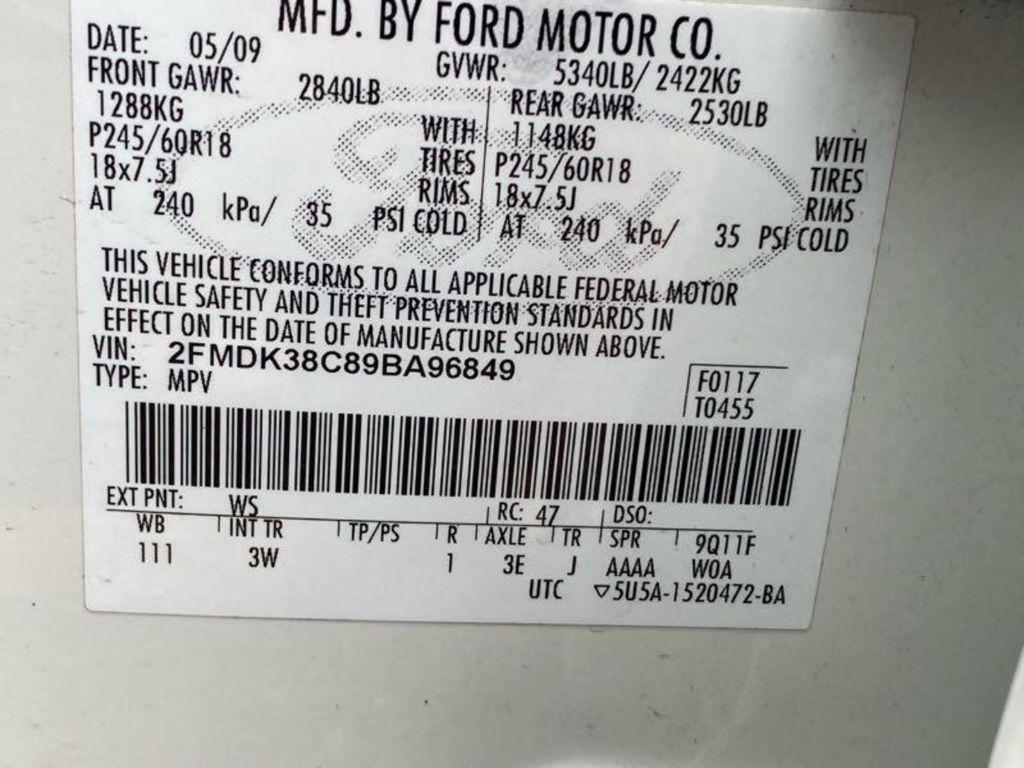 MFD. BY FORD MOTOR CO.
DATE: 05/09 GVWR: 5340LB/ 2422KG
FRONT GAWR: 2840LB REAR GAWR: 2530LB
1288KG WITH 1148KG WITH
P245/60R18 TIRES P245/60R18 TIRES
18x7.5J RIMS 18x7.5J RIMS
AT 240 kPa/ 35 PSI COLD AT 240 kPa/ 35 PSI COLD
Ford
THIS VEHICLE CONFORMS TO ALL APPLICABLE FEDERAL MOTOR
VEHICLE SAFETY AND THEFT PREVENTION STANDARDS IN
EFFECT ON THE DATE OF MANUFACTURE SHOWN ABOVE.
VIN: 2FMDK38C89BA96849
TYPE: MPV F0117
T0455
EXT PNT: WS RC: 47 DSO:
WB INT TR TP/PS R AXLE TR SPR 9Q11F
111 3W 1 3E J AAAA WOA
UTC ▽5U5A-1520472-BA